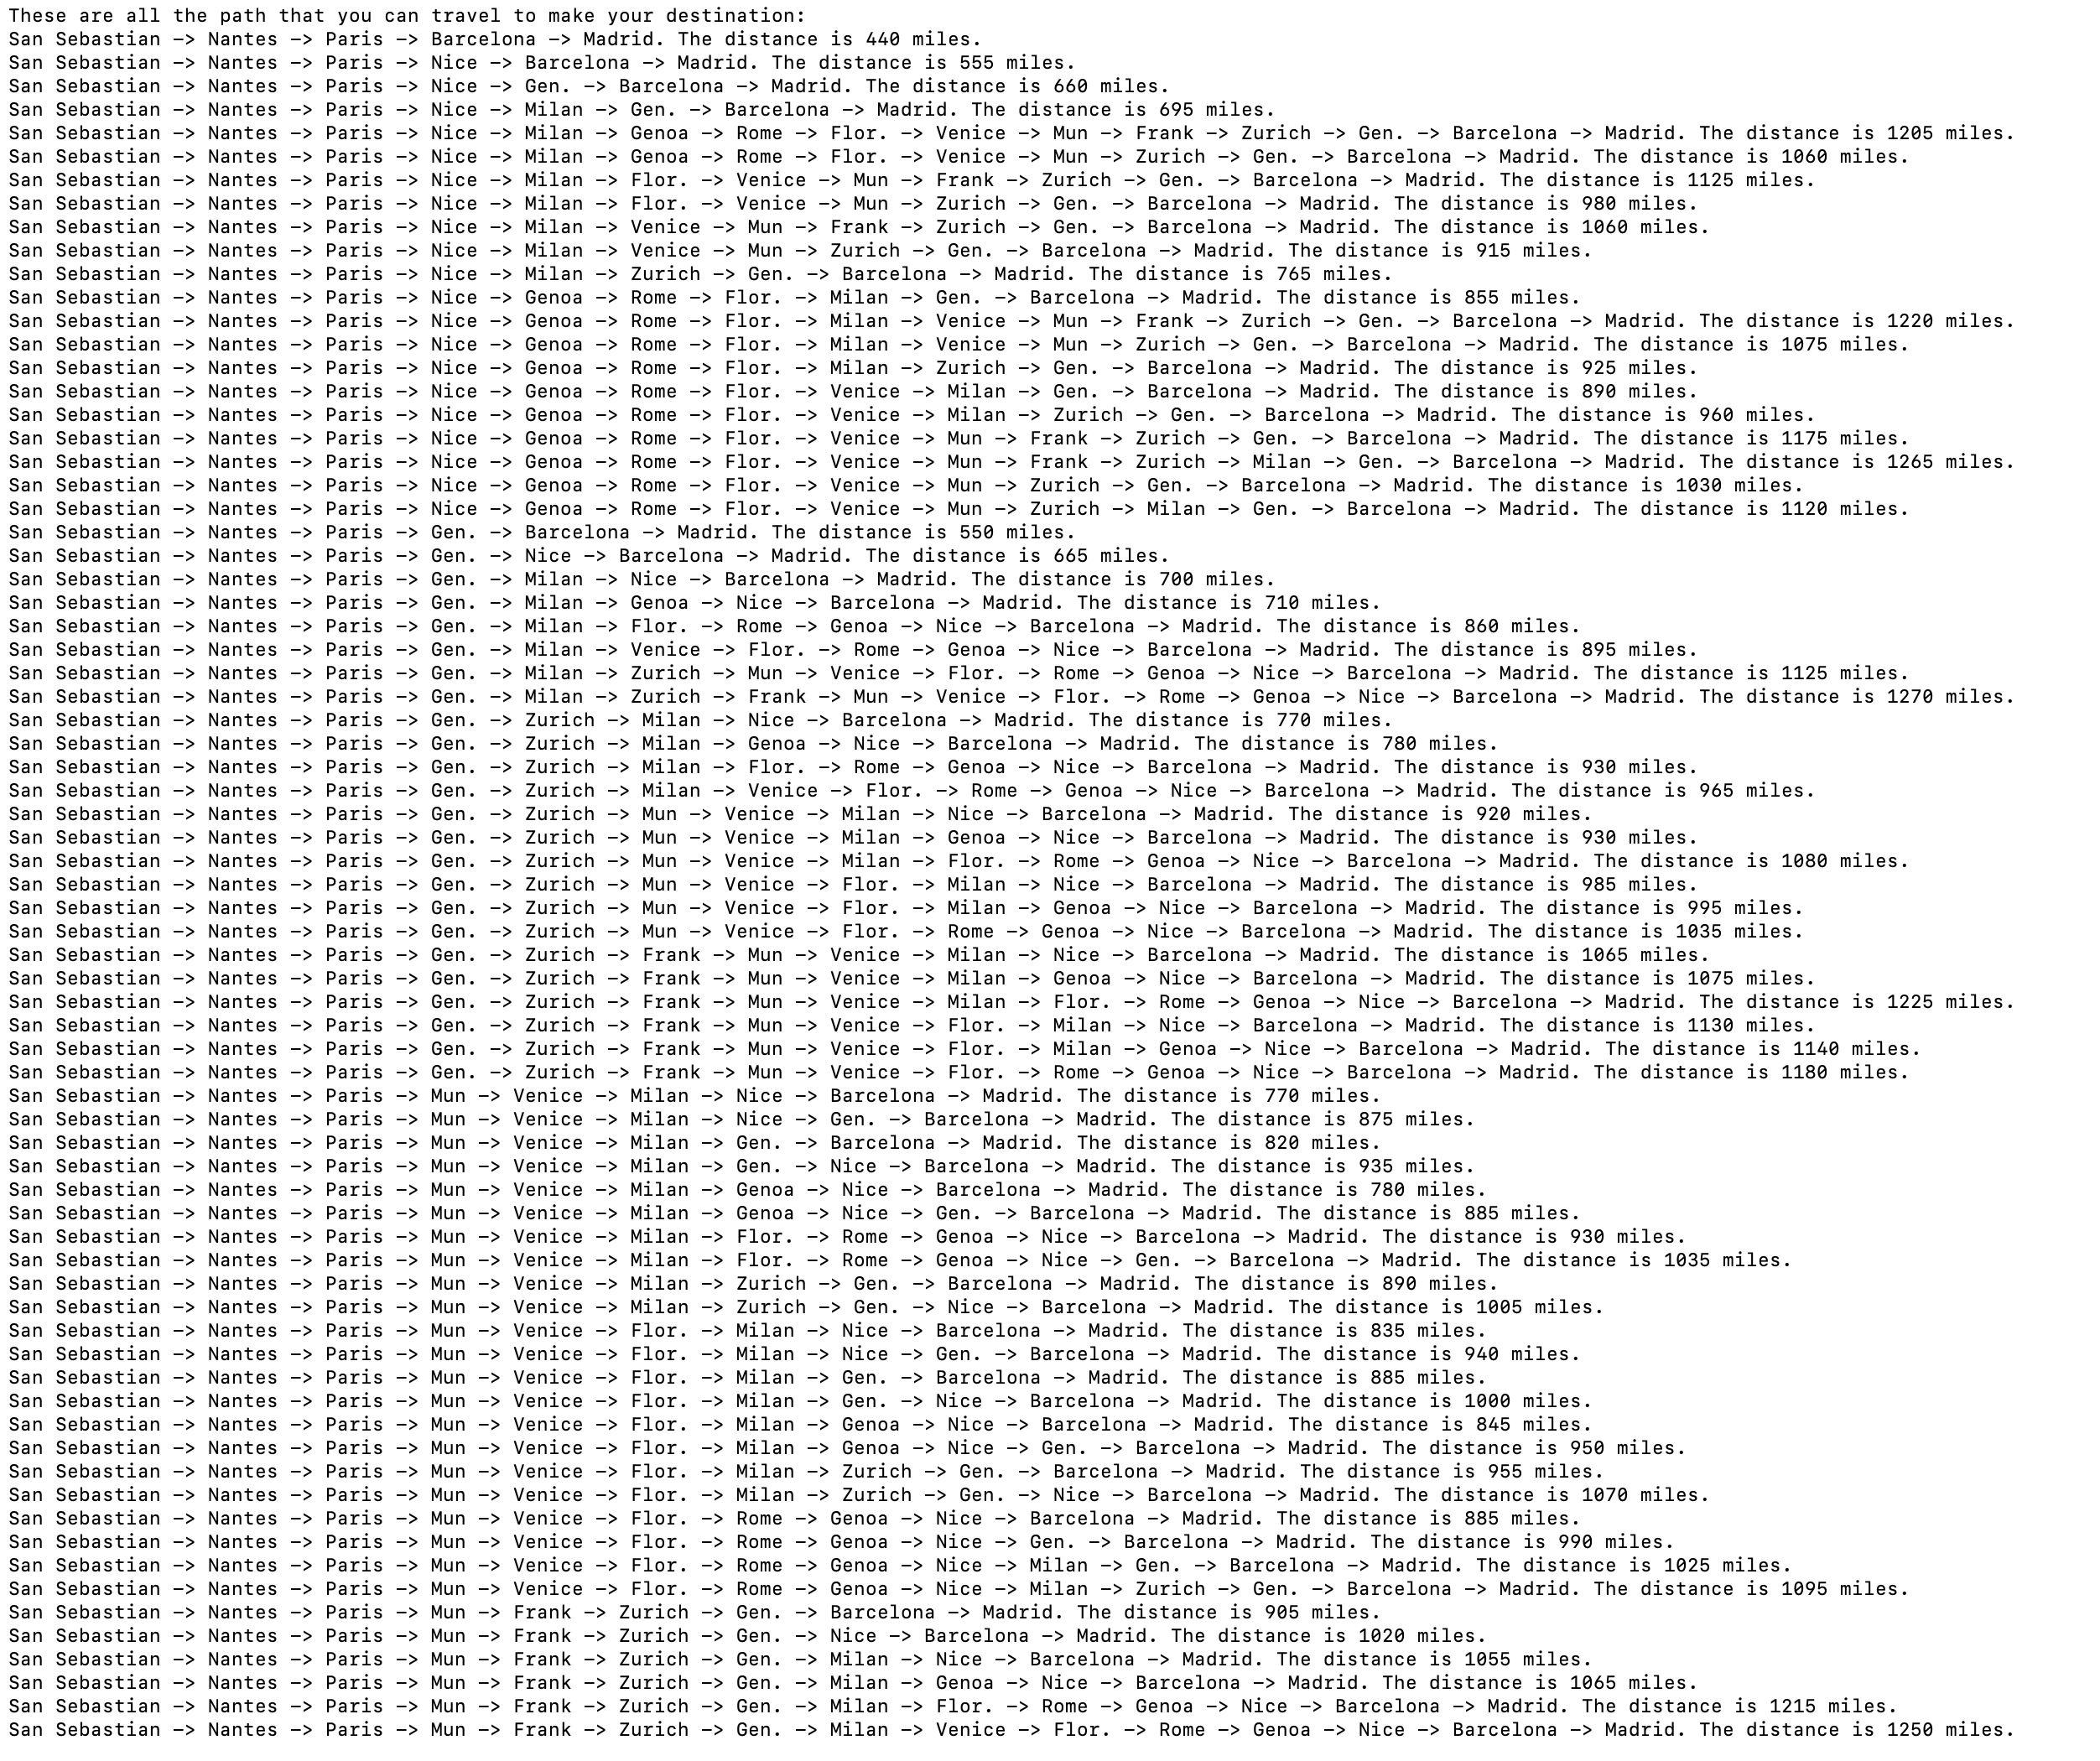 These are all the path that you can travel to make your destination:
San Sebastian -> Nantes -> Paris -> Barcelona -> Madrid. The distance is 440 miles.
San Sebastian -> Nantes -> Paris -> Nice -> Barcelona -> Madrid. The distance is 555 miles.
San Sebastian -> Nantes -> Paris -> Nice -> Gen. -> Barcelona -> Madrid. The distance is 660 miles.
San Sebastian -> Nantes -> Paris -> Nice -> Milan -> Gen. -> Barcelona -> Madrid. The distance is 695 miles.
San Sebastian -> Nantes -> Paris -> Nice -> Milan -> Genoa -> Rome -> Flor. -> Venice -> Mun -> Frank -> Zurich -> Gen. -> Barcelona -> Madrid. The distance is 1205 miles.
San Sebastian -> Nantes -> Paris -> Nice -> Milan -> Genoa -> Rome -> Flor. -> Venice -> Mun -> Zurich -> Gen. -> Barcelona -> Madrid. The distance is 1060 miles.
San Sebastian -> Nantes -> Paris -> Nice -> Milan -> Flor. -> Venice -> Mun -> Frank -> Zurich -> Gen. -> Barcelona -> Madrid. The distance is 1125 miles.
San Sebastian -> Nantes -> Paris -> Nice -> Milan -> Flor. -> Venice -> Mun -> Zurich -> Gen. -> Barcelona -> Madrid. The distance is 980 miles.
San Sebastian -> Nantes -> Paris -> Nice -> Milan -> Venice -> Mun -> Frank -> Zurich -> Gen. -> Barcelona -> Madrid. The distance is 1060 miles.
San Sebastian -> Nantes -> Paris -> Nice -> Milan -> Venice -> Mun -> Zurich -> Gen. -> Barcelona -> Madrid. The distance is 915 miles.
San Sebastian -> Nantes -> Paris -> Nice -> Milan -> Zurich -> Gen. -> Barcelona -> Madrid. The distance is 765 miles.
San Sebastian -> Nantes -> Paris -> Nice -> Genoa -> Rome -> Flor. -> Milan -> Gen. -> Barcelona -> Madrid. The distance is 855 miles.
San Sebastian -> Nantes -> Paris -> Nice -> Genoa -> Rome -> Flor. -> Milan -> Venice -> Mun -> Frank -> Zurich -> Gen. -> Barcelona -> Madrid. The distance is 1220 miles.
San Sebastian -> Nantes -> Paris -> Nice -> Genoa -> Rome -> Flor. -> Milan -> Venice -> Mun -> Zurich -> Gen. -> Barcelona -> Madrid. The distance is 1075 miles.
San Sebastian -> Nantes -> Paris -> Nice -> Genoa -> Rome -> Flor. -> Milan -> Zurich -> Gen. -> Barcelona -> Madrid. The distance is 925 miles.
San Sebastian -> Nantes -> Paris -> Nice -> Genoa -> Rome -> Flor. -> Venice -> Milan -> Gen. -> Barcelona -> Madrid. The distance is 890 miles.
San Sebastian -> Nantes -> Paris -> Nice -> Genoa -> Rome -> Flor. -> Venice -> Milan -> Zurich -> Gen. -> Barcelona -> Madrid. The distance is 960 miles.
San Sebastian -> Nantes -> Paris -> Nice -> Genoa -> Rome -> Flor. -> Venice -> Mun -> Frank -> Zurich -> Gen. -> Barcelona -> Madrid. The distance is 1175 miles.
San Sebastian -> Nantes -> Paris -> Nice -> Genoa -> Rome -> Flor. -> Venice -> Mun -> Frank -> Zurich -> Milan -> Gen. -> Barcelona -> Madrid. The distance is 1265 miles.
San Sebastian -> Nantes -> Paris -> Nice -> Genoa -> Rome -> Flor. -> Venice -> Mun -> Zurich -> Gen. -> Barcelona -> Madrid. The distance is 1030 miles.
San Sebastian -> Nantes -> Paris -> Nice -> Genoa -> Rome -> Flor. -> Venice -> Mun -> Zurich -> Milan -> Gen. -> Barcelona -> Madrid. The distance is 1120 miles.
San Sebastian -> Nantes -> Paris -> Gen. -> Barcelona -> Madrid. The distance is 550 miles.
San Sebastian -> Nantes -> Paris -> Gen. -> Nice -> Barcelona -> Madrid. The distance is 665 miles.
San Sebastian -> Nantes -> Paris -> Gen. -> Milan -> Nice -> Barcelona -> Madrid. The distance is 700 miles.
San Sebastian -> Nantes -> Paris -> Gen. -> Milan -> Genoa -> Nice -> Barcelona -> Madrid. The distance is 710 miles.
San Sebastian -> Nantes -> Paris -> Gen. -> Milan -> Flor. -> Rome -> Genoa -> Nice -> Barcelona -> Madrid. The distance is 860 miles.
San Sebastian -> Nantes -> Paris -> Gen. -> Milan -> Venice -> Flor. -> Rome -> Genoa -> Nice -> Barcelona -> Madrid. The distance is 895 miles.
San Sebastian -> Nantes -> Paris -> Gen. -> Milan -> Zurich -> Mun -> Venice -> Flor. -> Rome -> Genoa -> Nice -> Barcelona -> Madrid. The distance is 1125 miles.
San Sebastian -> Nantes -> Paris -> Gen. -> Milan -> Zurich -> Frank -> Mun -> Venice -> Flor. -> Rome -> Genoa -> Nice -> Barcelona -> Madrid. The distance is 1270 miles.
San Sebastian -> Nantes -> Paris -> Gen. -> Zurich -> Milan -> Nice -> Barcelona -> Madrid. The distance is 770 miles.
San Sebastian -> Nantes -> Paris -> Gen. -> Zurich -> Milan -> Genoa -> Nice -> Barcelona -> Madrid. The distance is 780 miles.
San Sebastian -> Nantes -> Paris -> Gen. -> Zurich -> Milan -> Flor. -> Rome -> Genoa -> Nice -> Barcelona -> Madrid. The distance is 930 miles.
San Sebastian -> Nantes -> Paris -> Gen. -> Zurich -> Milan -> Venice -> Flor. -> Rome -> Genoa -> Nice -> Barcelona -> Madrid. The distance is 965 miles.
San Sebastian -> Nantes -> Paris -> Gen. -> Zurich -> Mun -> Venice -> Milan -> Nice -> Barcelona -> Madrid. The distance is 920 miles.
San Sebastian -> Nantes -> Paris -> Gen. -> Zurich -> Mun -> Venice -> Milan -> Genoa -> Nice -> Barcelona -> Madrid. The distance is 930 miles.
San Sebastian -> Nantes -> Paris -> Gen. -> Zurich -> Mun -> Venice -> Milan -> Flor. -> Rome -> Genoa -> Nice -> Barcelona -> Madrid. The distance is 1080 miles.
San Sebastian -> Nantes -> Paris -> Gen. -> Zurich -> Mun -> Venice -> Flor. -> Milan -> Nice -> Barcelona -> Madrid. The distance is 985 miles.
San Sebastian -> Nantes -> Paris -> Gen. -> Zurich -> Mun -> Venice -> Flor. -> Milan -> Genoa -> Nice -> Barcelona -> Madrid. The distance is 995 miles.
San Sebastian -> Nantes -> Paris -> Gen. -> Zurich -> Mun -> Venice -> Flor. -> Rome -> Genoa -> Nice -> Barcelona -> Madrid. The distance is 1035 miles.
San Sebastian -> Nantes -> Paris -> Gen. -> Zurich -> Frank -> Mun -> Venice -> Milan -> Nice -> Barcelona -> Madrid. The distance is 1065 miles.
San Sebastian -> Nantes -> Paris -> Gen. -> Zurich -> Frank -> Mun -> Venice -> Milan -> Genoa -> Nice -> Barcelona -> Madrid. The distance is 1075 miles.
San Sebastian -> Nantes -> Paris -> Gen. -> Zurich -> Frank -> Mun -> Venice -> Milan -> Flor. -> Rome -> Genoa -> Nice -> Barcelona -> Madrid. The distance is 1225 miles.
San Sebastian -> Nantes -> Paris -> Gen. -> Zurich -> Frank -> Mun -> Venice -> Flor. -> Milan -> Nice -> Barcelona -> Madrid. The distance is 1130 miles.
San Sebastian -> Nantes -> Paris -> Gen. -> Zurich -> Frank -> Mun -> Venice -> Flor. -> Milan -> Genoa -> Nice -> Barcelona -> Madrid. The distance is 1140 miles.
San Sebastian -> Nantes -> Paris -> Gen. -> Zurich -> Frank -> Mun -> Venice -> Flor. -> Rome -> Genoa -> Nice -> Barcelona -> Madrid. The distance is 1180 miles.
San Sebastian -> Nantes -> Paris -> Mun -> Venice -> Milan -> Nice -> Barcelona -> Madrid. The distance is 770 miles.
San Sebastian -> Nantes -> Paris -> Mun -> Venice -> Milan -> Nice -> Gen. -> Barcelona -> Madrid. The distance is 875 miles.
San Sebastian -> Nantes -> Paris -> Mun -> Venice -> Milan -> Gen. -> Barcelona -> Madrid. The distance is 820 miles.
San Sebastian -> Nantes -> Paris -> Mun -> Venice -> Milan -> Gen. -> Nice -> Barcelona -> Madrid. The distance is 935 miles.
San Sebastian -> Nantes -> Paris -> Mun -> Venice -> Milan -> Genoa -> Nice -> Barcelona -> Madrid. The distance is 780 miles.
San Sebastian -> Nantes -> Paris -> Mun -> Venice -> Milan -> Genoa -> Nice -> Gen. -> Barcelona -> Madrid. The distance is 885 miles.
San Sebastian -> Nantes -> Paris -> Mun -> Venice -> Milan -> Flor. -> Rome -> Genoa -> Nice -> Barcelona -> Madrid. The distance is 930 miles.
San Sebastian -> Nantes -> Paris -> Mun -> Venice -> Milan -> Flor. -> Rome -> Genoa -> Nice -> Gen. -> Barcelona -> Madrid. The distance is 1035 miles.
San Sebastian -> Nantes -> Paris -> Mun -> Venice -> Milan -> Zurich -> Gen. -> Barcelona -> Madrid. The distance is 890 miles.
San Sebastian -> Nantes -> Paris -> Mun -> Venice -> Milan -> Zurich -> Gen. -> Nice -> Barcelona -> Madrid. The distance is 1005 miles.
San Sebastian -> Nantes -> Paris -> Mun -> Venice -> Flor. -> Milan -> Nice -> Barcelona -> Madrid. The distance is 835 miles.
San Sebastian -> Nantes -> Paris -> Mun -> Venice -> Flor. -> Milan -> Nice -> Gen. -> Barcelona -> Madrid. The distance is 940 miles.
San Sebastian -> Nantes -> Paris -> Mun -> Venice -> Flor. -> Milan -> Gen. -> Barcelona -> Madrid. The distance is 885 miles.
San Sebastian -> Nantes -> Paris -> Mun -> Venice -> Flor. -> Milan -> Gen. -> Nice -> Barcelona -> Madrid. The distance is 1000 miles.
San Sebastian -> Nantes -> Paris -> Mun -> Venice -> Flor. -> Milan -> Genoa -> Nice -> Barcelona -> Madrid. The distance is 845 miles.
San Sebastian -> Nantes -> Paris -> Mun -> Venice -> Flor. -> Milan -> Genoa -> Nice -> Gen. -> Barcelona -> Madrid. The distance is 950 miles.
San Sebastian -> Nantes -> Paris -> Mun -> Venice -> Flor. -> Milan -> Zurich -> Gen. -> Barcelona -> Madrid. The distance is 955 miles.
San Sebastian -> Nantes -> Paris -> Mun -> Venice -> Flor. -> Milan -> Zurich -> Gen. -> Nice -> Barcelona -> Madrid. The distance is 1070 miles.
San Sebastian -> Nantes -> Paris -> Mun -> Venice -> Flor. -> Rome -> Genoa -> Nice -> Barcelona -> Madrid. The distance is 885 miles.
San Sebastian -> Nantes -> Paris -> Mun -> Venice -> Flor. -> Rome -> Genoa -> Nice -> Gen. -> Barcelona -> Madrid. The distance is 990 miles.
San Sebastian -> Nantes -> Paris -> Mun -> Venice -> Flor. -> Rome -> Genoa -> Nice -> Milan -> Gen. -> Barcelona -> Madrid. The distance is 1025 miles.
San Sebastian -> Nantes -> Paris -> Mun -> Venice -> Flor. -> Rome -> Genoa -> Nice -> Milan -> Zurich -> Gen. -> Barcelona -> Madrid. The distance is 1095 miles.
San Sebastian -> Nantes -> Paris -> Mun -> Frank -> Zurich -> Gen. -> Barcelona -> Madrid. The distance is 905 miles.
San Sebastian -> Nantes -> Paris -> Mun -> Frank -> Zurich -> Gen. -> Nice -> Barcelona -> Madrid. The distance is 1020 miles.
San Sebastian -> Nantes -> Paris -> Mun -> Frank -> Zurich -> Gen. -> Milan -> Nice -> Barcelona -> Madrid. The distance is 1055 miles.
San Sebastian -> Nantes -> Paris -> Mun -> Frank -> Zurich -> Gen. -> Milan -> Genoa -> Nice -> Barcelona -> Madrid. The distance is 1065 miles.
San Sebastian -> Nantes -> Paris -> Mun -> Frank -> Zurich -> Gen. -> Milan -> Flor. -> Rome -> Genoa -> Nice -> Barcelona -> Madrid. The distance is 1215 miles.
San Sebastian -> Nantes -> Paris -> Mun -> Frank -> Zurich -> Gen. -> Milan -> Venice -> Flor. -> Rome -> Genoa -> Nice -> Barcelona -> Madrid. The distance is 1250 miles.